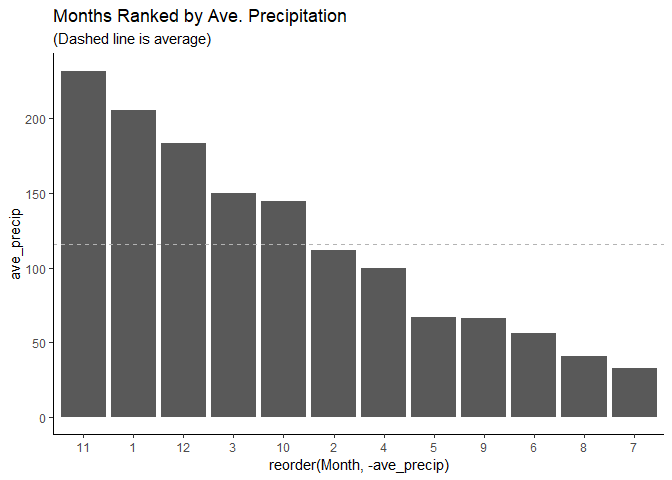 Months Ranked by Ave. Precipitation
(Dashed line is average)
ave_precip
200
150
100
50
0
11 1 12 3 10 2 4 5 9 6 8 7
reorder(Month, -ave_precip)